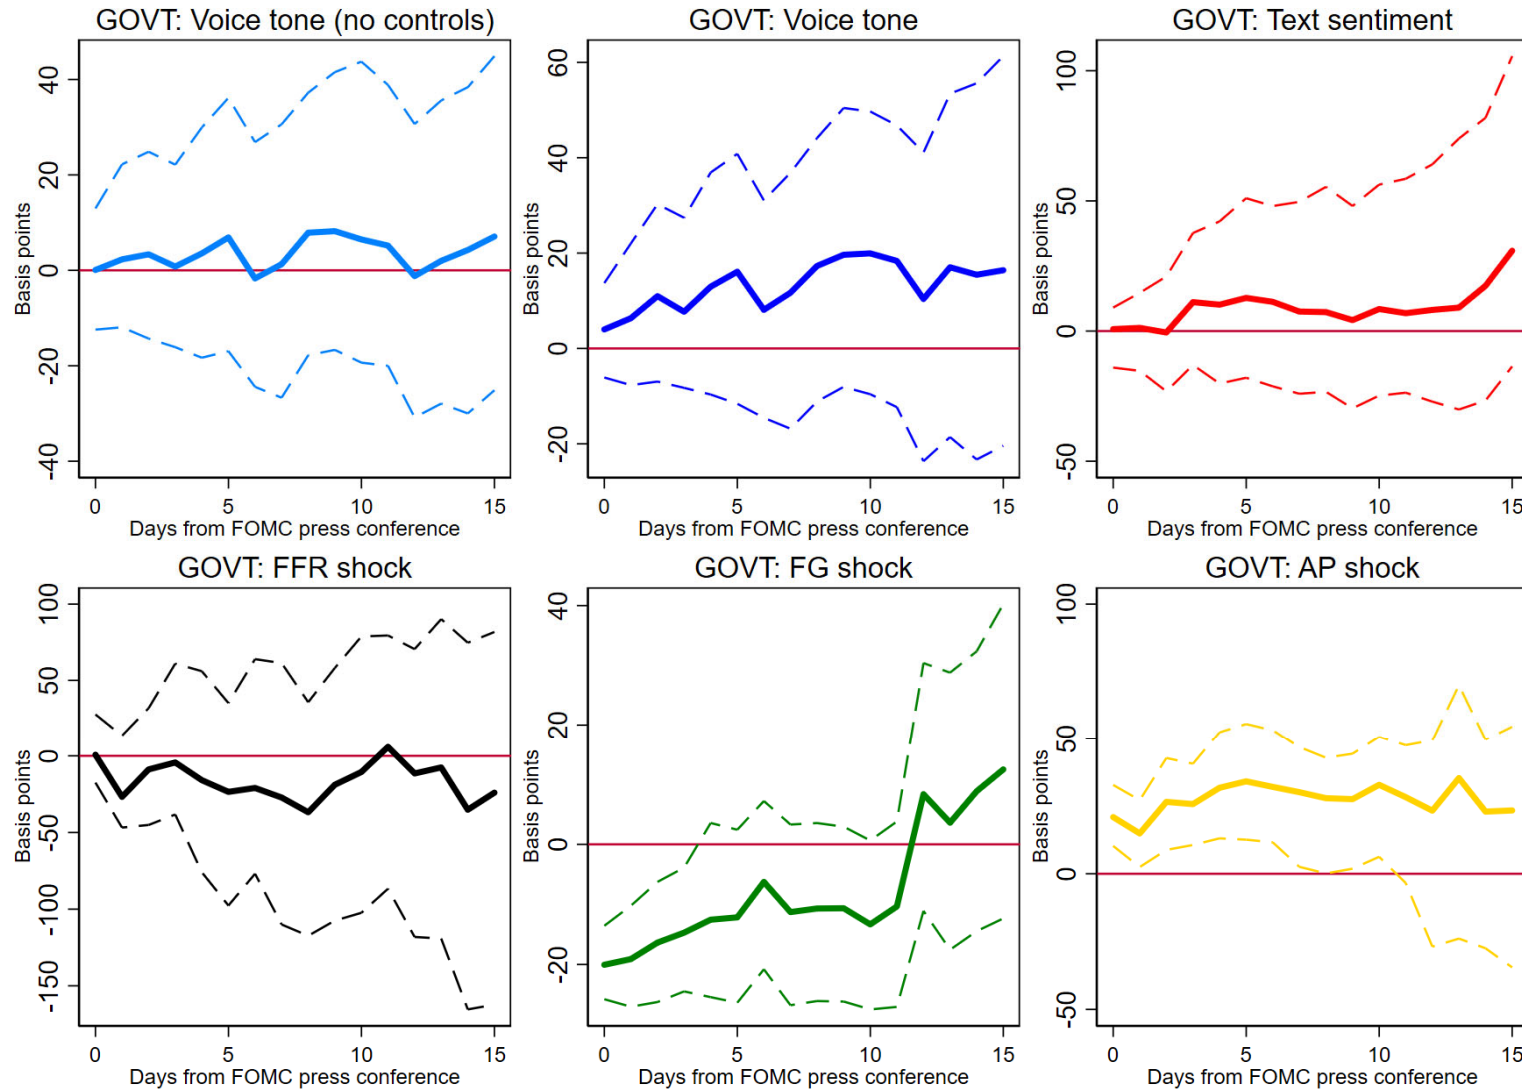 GOVT: Voice tone (no controls)
Basis points
40
20
0
-20
-40
0 5 10 15
Days from FOMC press conference
GOVT: Voice tone
Basis points
60
40
20
0
-20
0 5 10 15
Days from FOMC press conference
GOVT: Text sentiment
Basis points
100
50
0
-50
0 5 10 15
Days from FOMC press conference
GOVT: FFR shock
Basis points
100
50
0
-50
-100
-150
0 5 10 15
Days from FOMC press conference
GOVT: FG shock
Basis points
40
20
0
-20
0 5 10 15
Days from FOMC press conference
GOVT: AP shock
Basis points
100
50
0
-50
0 5 10 15
Days from FOMC press conference